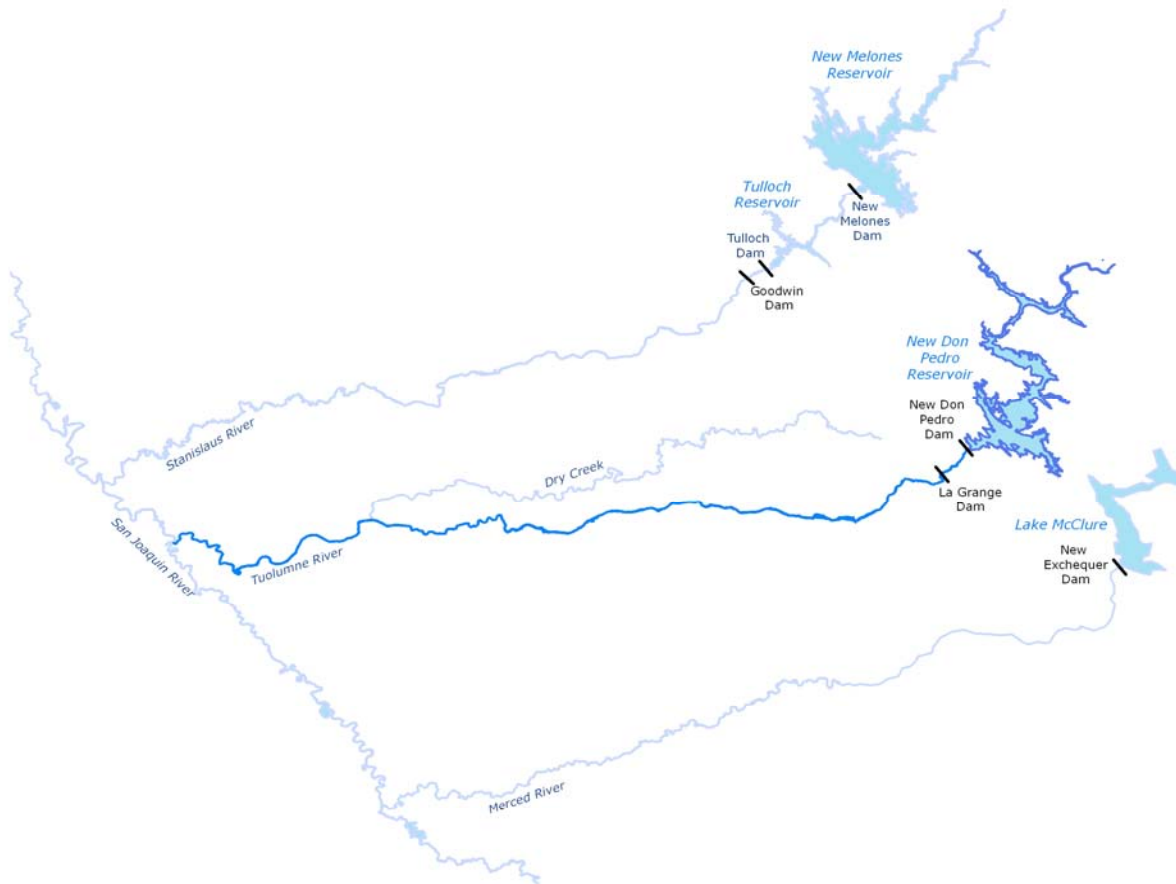 New Melones
Reservoir
Tulloch
Reservoir
New
Melones
Dam
Tulloch
Dam
Goodwin
Dam
New Don
Pedro
Reservoir
New Don
Pedro
Dam
Stanislaus River
Dry Creek
La Grange
Dam
Lake McClure
New
Exchequer
Dam
San Joaquin River
Tuolumne River
Merced River